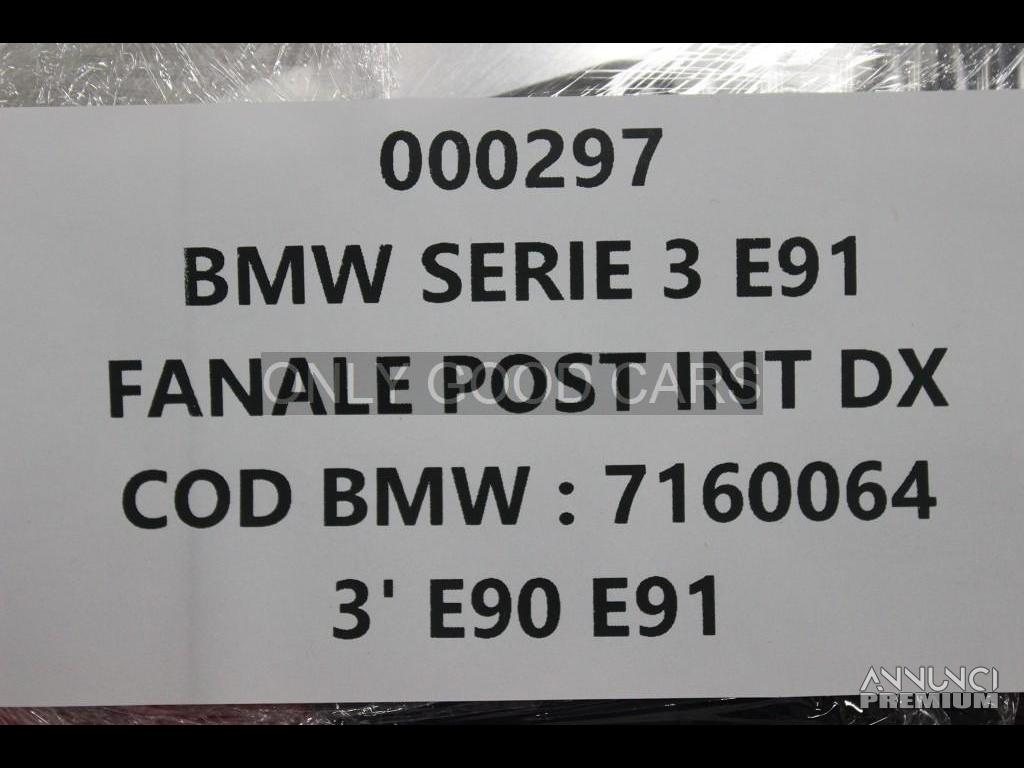 000297
BMW SERIE 3 E91
FANALE POST INT DX
ONLY GOOD CARS
COD BMW : 7160064
3' E90 E91
ANNUNCI
PREMIUM